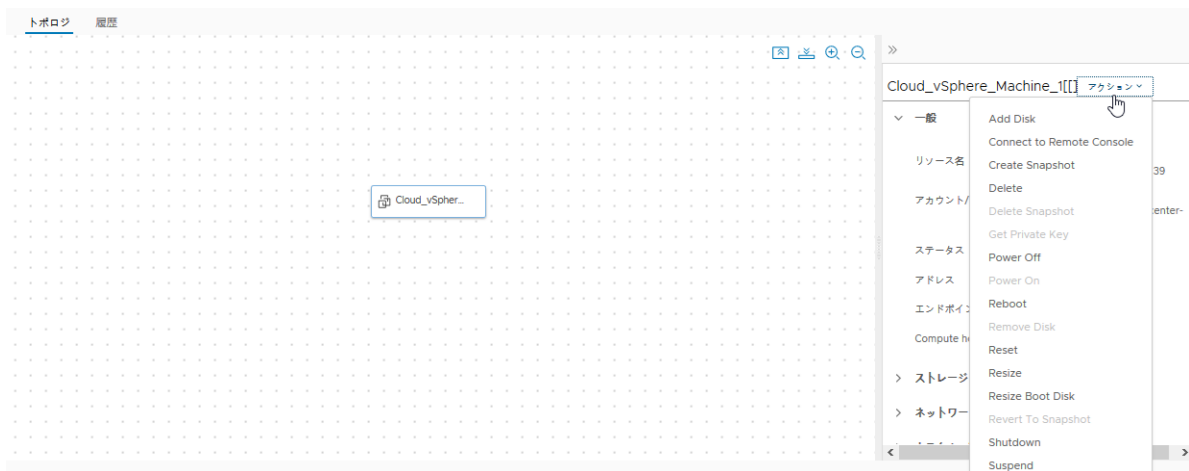 トポロジ 履歴
Cloud_vSphere_Machine_1[[] アクション
一般
リソース名
39
アカウント/
center-
ステータス
アドレス
エンドポイン
Compute h
ストレージ
ネットワー
Cloud_vSpher...
Add Disk
Connect to Remote Console
Create Snapshot
Delete
Delete Snapshot
Get Private Key
Power Off
Power On
Reboot
Remove Disk
Reset
Resize
Resize Boot Disk
Revert To Snapshot
Shutdown
Suspend